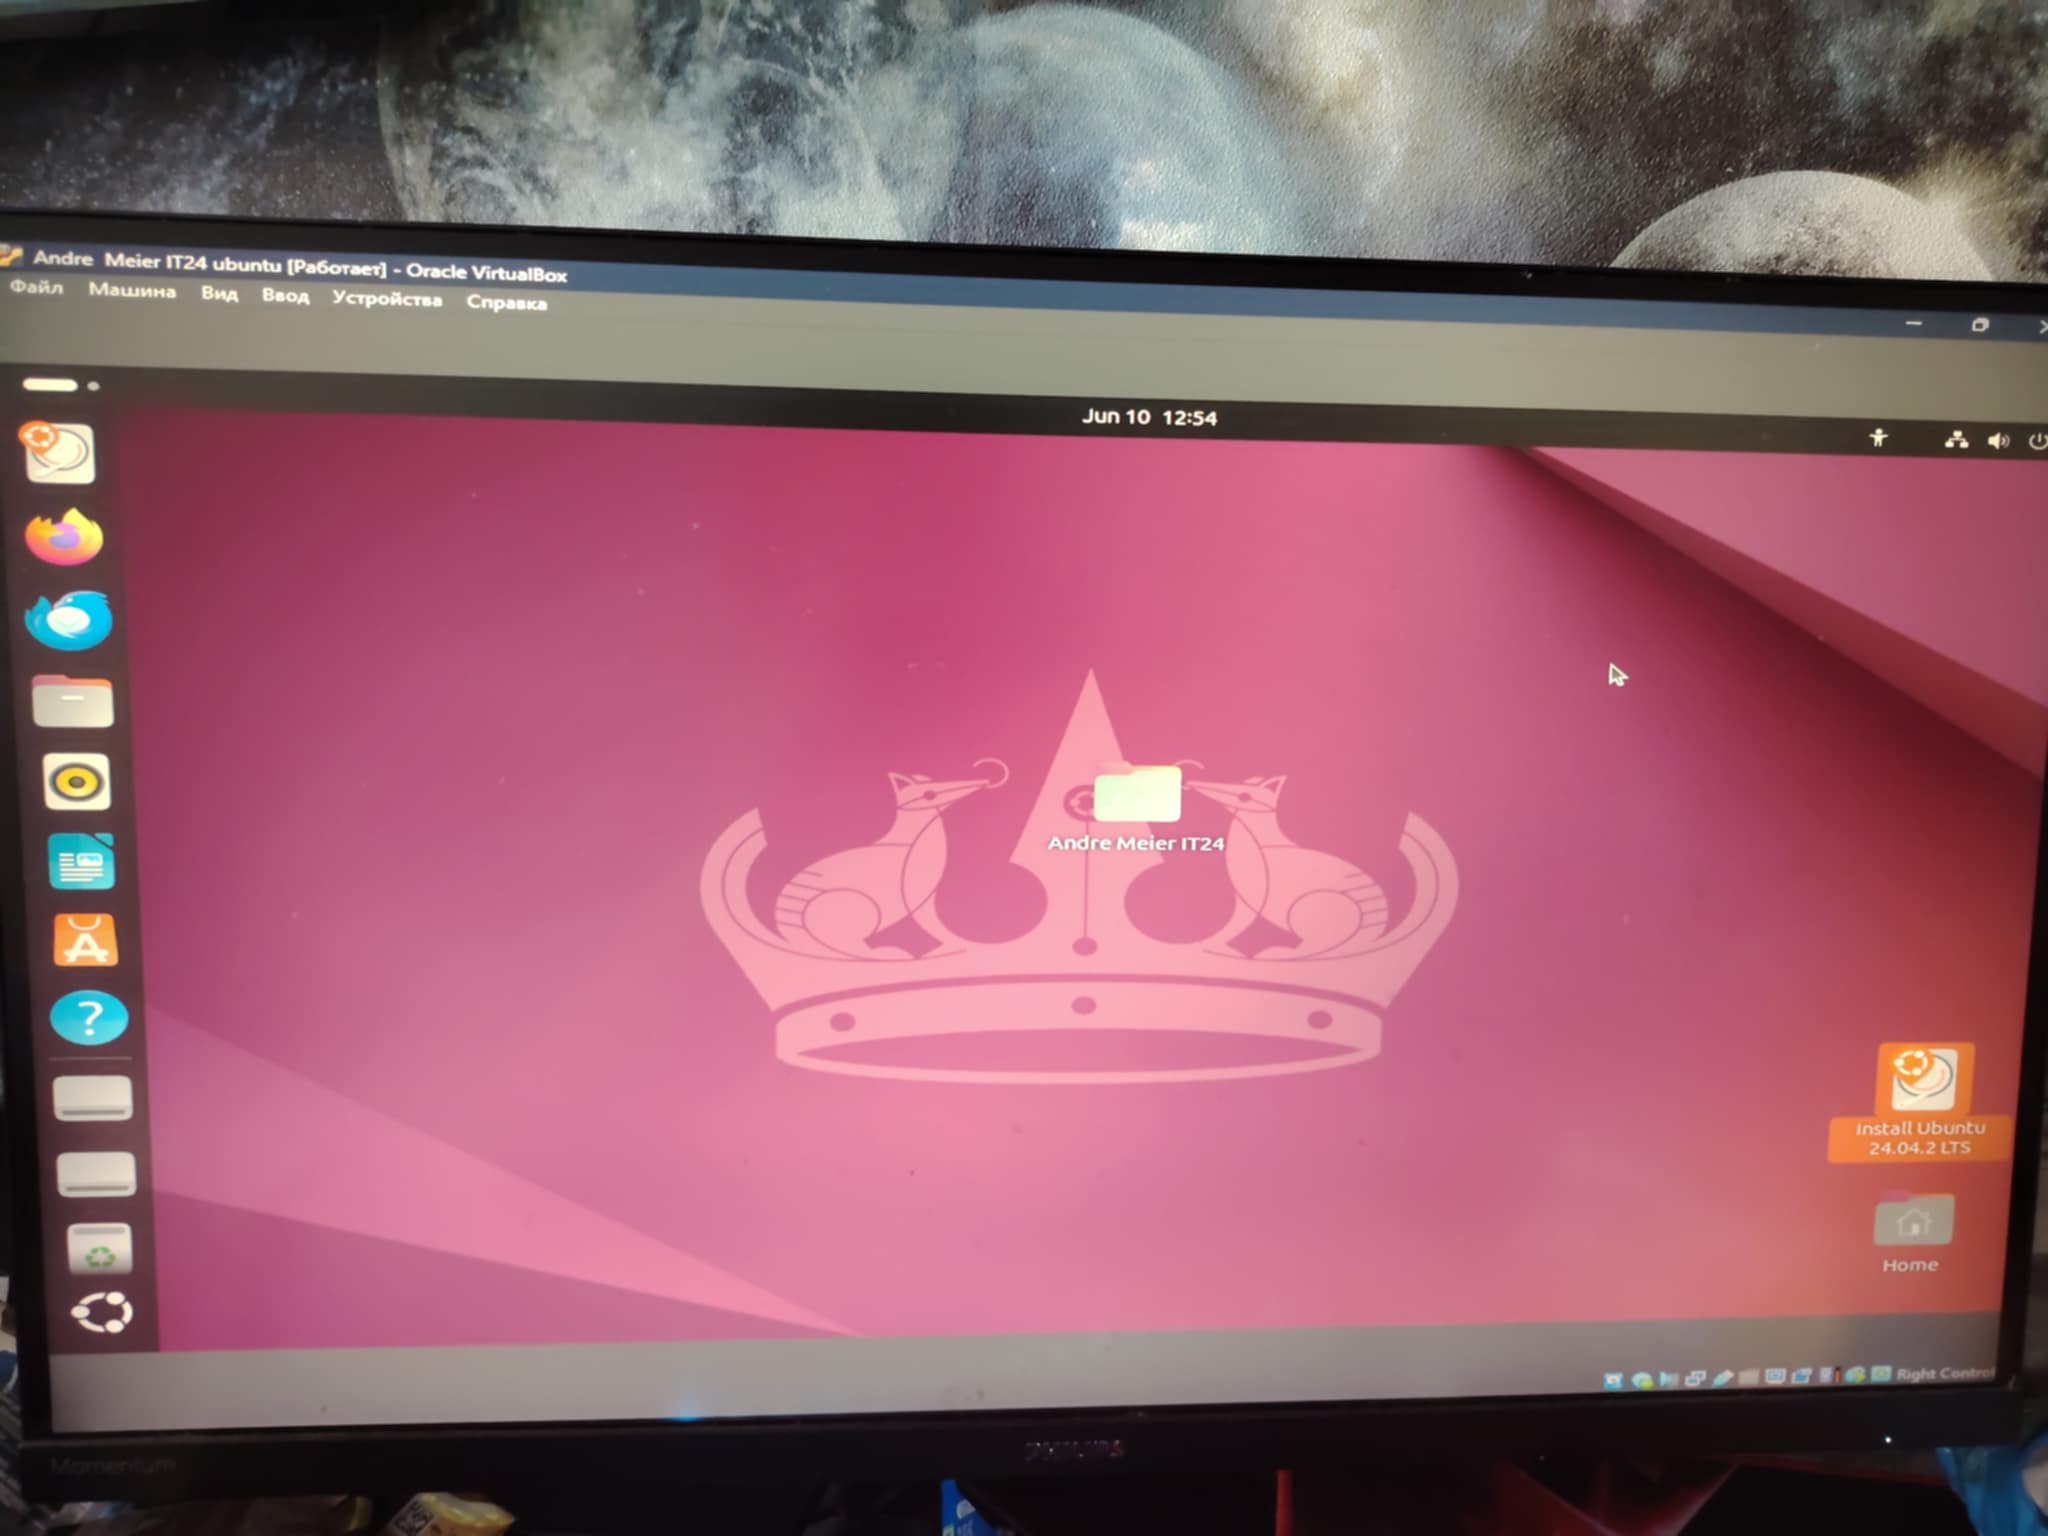 Andre Meier IT24 ubuntu [Работает] - Oracle VirtualBox
Файл Машина Вид Ввод Устройства Справка
Jun 10 12:54
Andre Meier IT24
Install Ubuntu
24.04.2 LTS
Home
Right Control
PHILIPS
Momentum